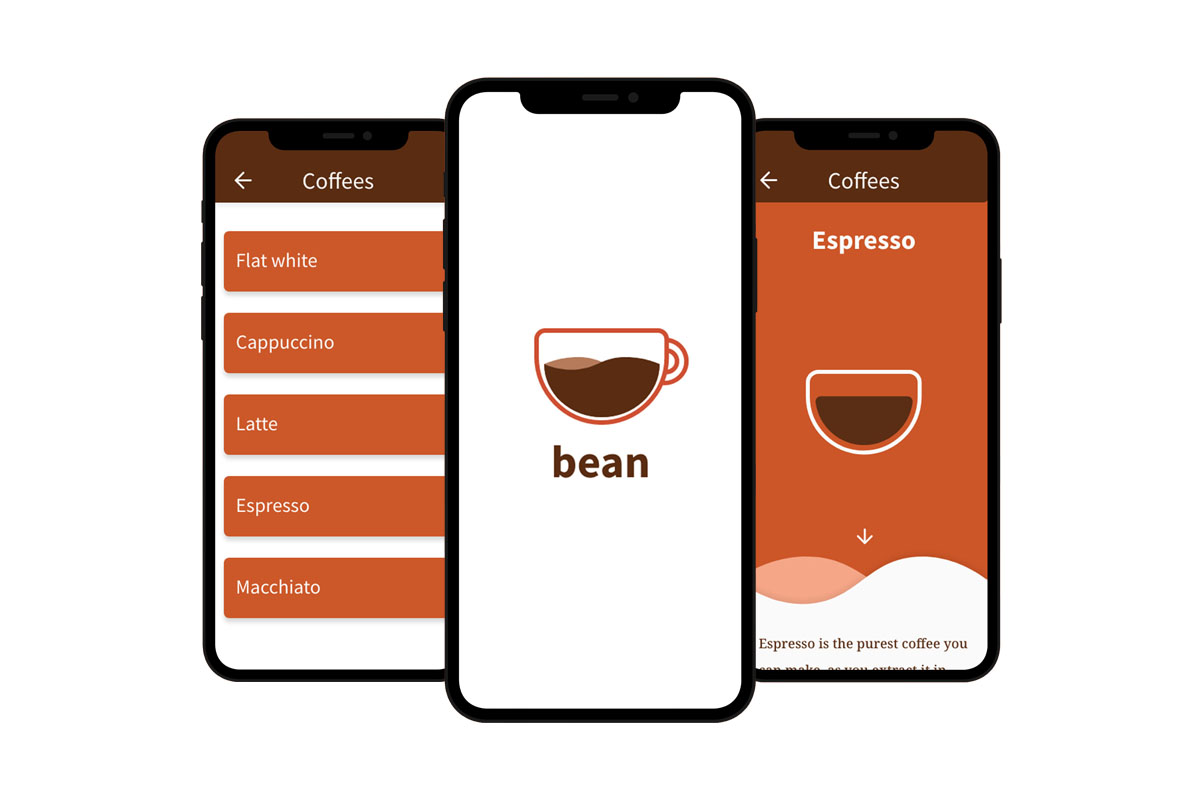 Coffees
Flat white
Cappuccino
Latte
Espresso
Macchiato
bean
Coffees
Espresso
Espresso is the purest coffee you
can make, as you extract it in